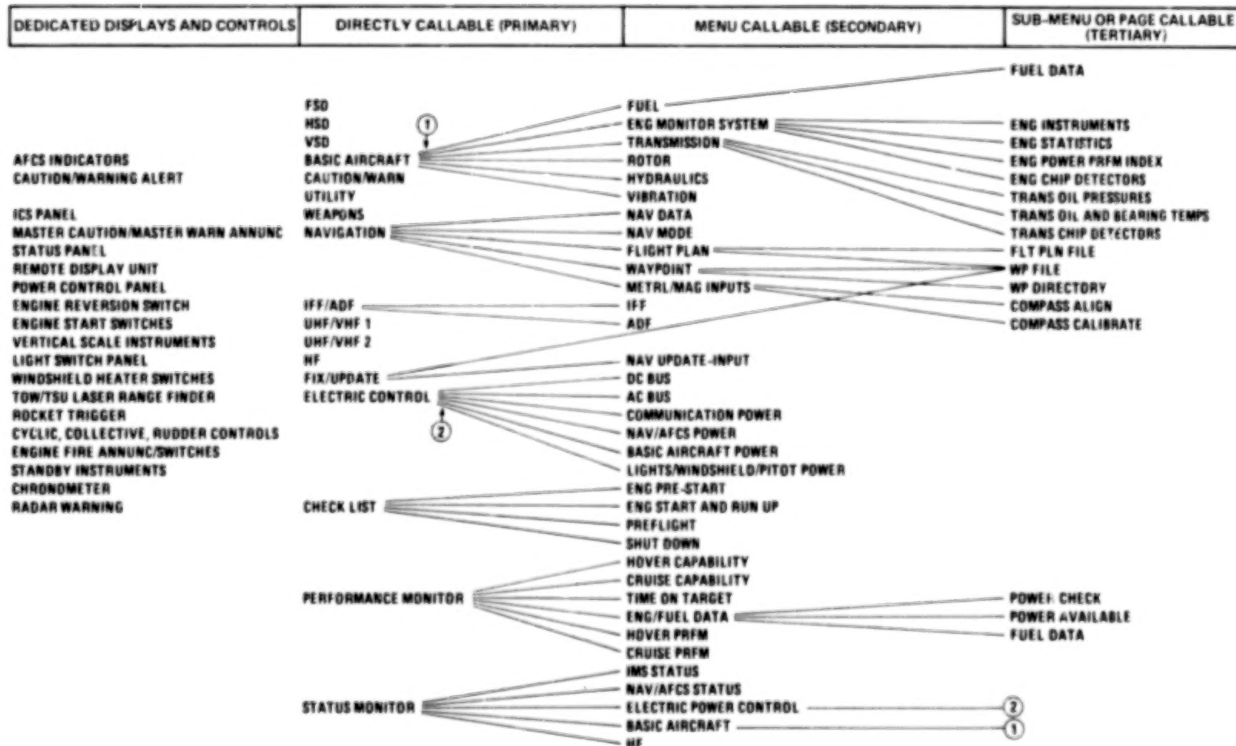 DEDICATED DISPLAYS AND CONTROLS
DIRECTLY CALLABLE (PRIMARY)
MENU CALLABLE (SECONDARY)
SUB-MENU OR PAGE CALLABLE
(TERTIARY)
AFCS INDICATORS
CAUTION/WARNING ALERT
ICS PANEL
MASTER CAUTION/MASTER WARN ANNUNC
STATUS PANEL
REMOTE DISPLAY UNIT
POWER CONTROL PANEL
ENGINE REVERSION SWITCH
ENGINE START SWITCHES
VERTICAL SCALE INSTRUMENTS
LIGHT SWITCH PANEL
WINDSHIELD HEATER SWITCHES
TOW/TSU LASER RANGE FINDER
ROCKET TRIGGER
CYCLIC, COLLECTIVE, RUDDER CONTROLS
ENGINE FIRE ANNUNC/SWITCHES
STANDBY INSTRUMENTS
CHRONOMETER
RADAR WARNING
FSD
HSD
VSD
1
BASIC AIRCRAFT
CAUTION/WARN
UTILITY
WEAPONS
NAVIGATION
IFF/ADF
UHF/VHF 1
UHF/VHF 2
HF
FIX/UPDATE
ELECTRIC CONTROL
2
CHECK LIST
PERFORMANCE MONITOR
STATUS MONITOR
FUEL
ENG MONITOR SYSTEM
TRANSMISSION
ROTOR
HYDRAULICS
VIBRATION
NAV DATA
NAV MODE
FLIGHT PLAN
WAYPOINT
METRL/MAG INPUTS
IFF
ADF
NAV UPDATE-INPUT
DC BUS
AC BUS
COMMUNICATION POWER
NAV/AFCS POWER
BASIC AIRCRAFT POWER
LIGHTS/WINDSHIELD/PITOT POWER
ENG PRE-START
ENG START AND RUN UP
PREFLIGHT
SHUT DOWN
HOVER CAPABILITY
CRUISE CAPABILITY
TIME ON TARGET
ENG/FUEL DATA
HOVER PRFM
CRUISE PRFM
IMS STATUS
NAV/AFCS STATUS
ELECTRIC POWER CONTROL
BASIC AIRCRAFT
HF
FUEL DATA
ENG INSTRUMENTS
ENG STATISTICS
ENG POWER PRFM INDEX
ENG CHIP DETECTORS
TRANS OIL PRESSURES
TRANS OIL AND BEARING TEMPS
TRANS CHIP DETECTORS
FLT PLN FILE
WP FILE
WP DIRECTORY
COMPASS ALIGN
COMPASS CALIBRATE
POWER CHECK
POWER AVAILABLE
FUEL DATA
2
1